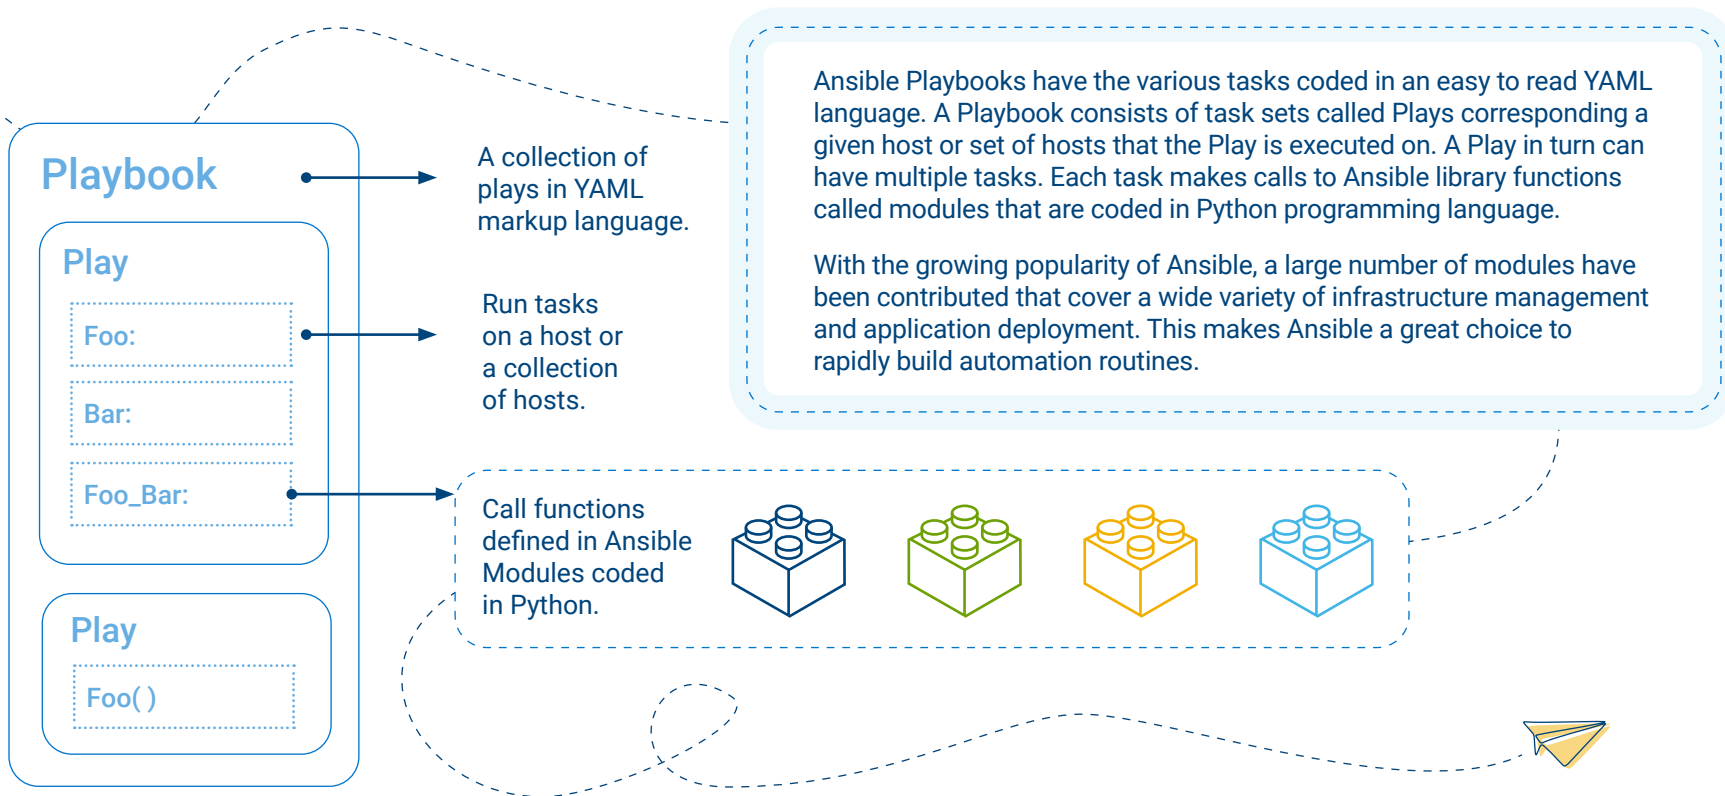 Playbook
Play
Foo:
Bar:
Foo_Bar:
Play
Foo( )
A collection of
plays in YAML
markup language.
Run tasks
on a host or
a collection
of hosts.
Call functions
defined in Ansible
Modules coded
in Python.
Ansible Playbooks have the various tasks coded in an easy to read YAML
language. A Playbook consists of task sets called Plays corresponding a
given host or set of hosts that the Play is executed on. A Play in turn can
have multiple tasks. Each task makes calls to Ansible library functions
called modules that are coded in Python programming language.
With the growing popularity of Ansible, a large number of modules have
been contributed that cover a wide variety of infrastructure management
and application deployment. This makes Ansible a great choice to
rapidly build automation routines.